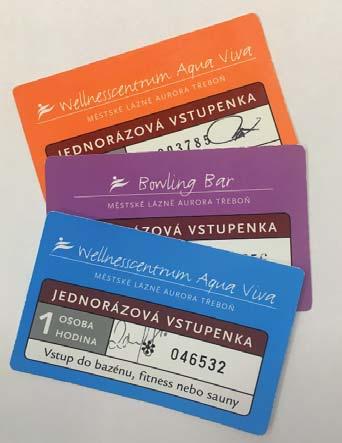 Wellnesscentrum Aqua Viva
MĚSTSKÉ LÁZNĚ AURORA TŘEBOŇ
JEDNORÁZOVÁ VSTUPENKA
003785
Bowling Bar
MĚSTSKÉ LÁZNĚ AURORA TŘEBOŇ
JEDNORÁZOVÁ VSTUPENKA
Wellnesscentrum Aqua Viva
MĚSTSKÉ LÁZNĚ AURORA TŘEBOŇ
JEDNORÁZOVÁ VSTUPENKA
1 OSOBA
HODINA
046532
Vstup do bazénu, fitness nebo sauny